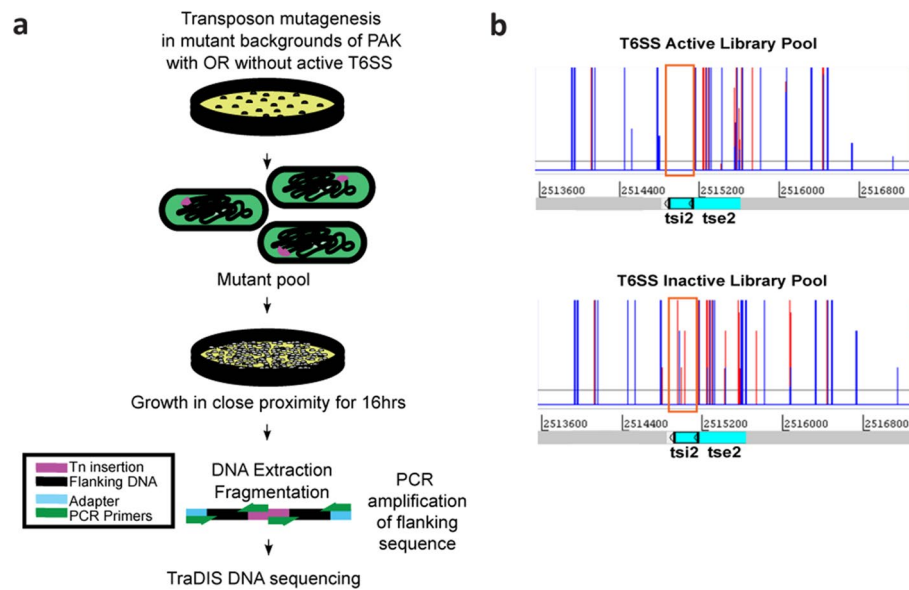 a
Transposon mutagenesis
in mutant backgrounds of PAK
with OR without active T6SS
Mutant pool
Growth in close proximity for 16hrs
Tn insertion
Flanking DNA
Adapter
PCR Primers
DNA Extraction
Fragmentation
PCR
amplification
of flanking
sequence
TraDIS DNA sequencing
b
T6SS Active Library Pool
2513600 2514400 2515200 2516000 2516800
tsi2 tse2
T6SS Inactive Library Pool
2513600 2514400 2515200 2516000 2516800
tsi2 tse2